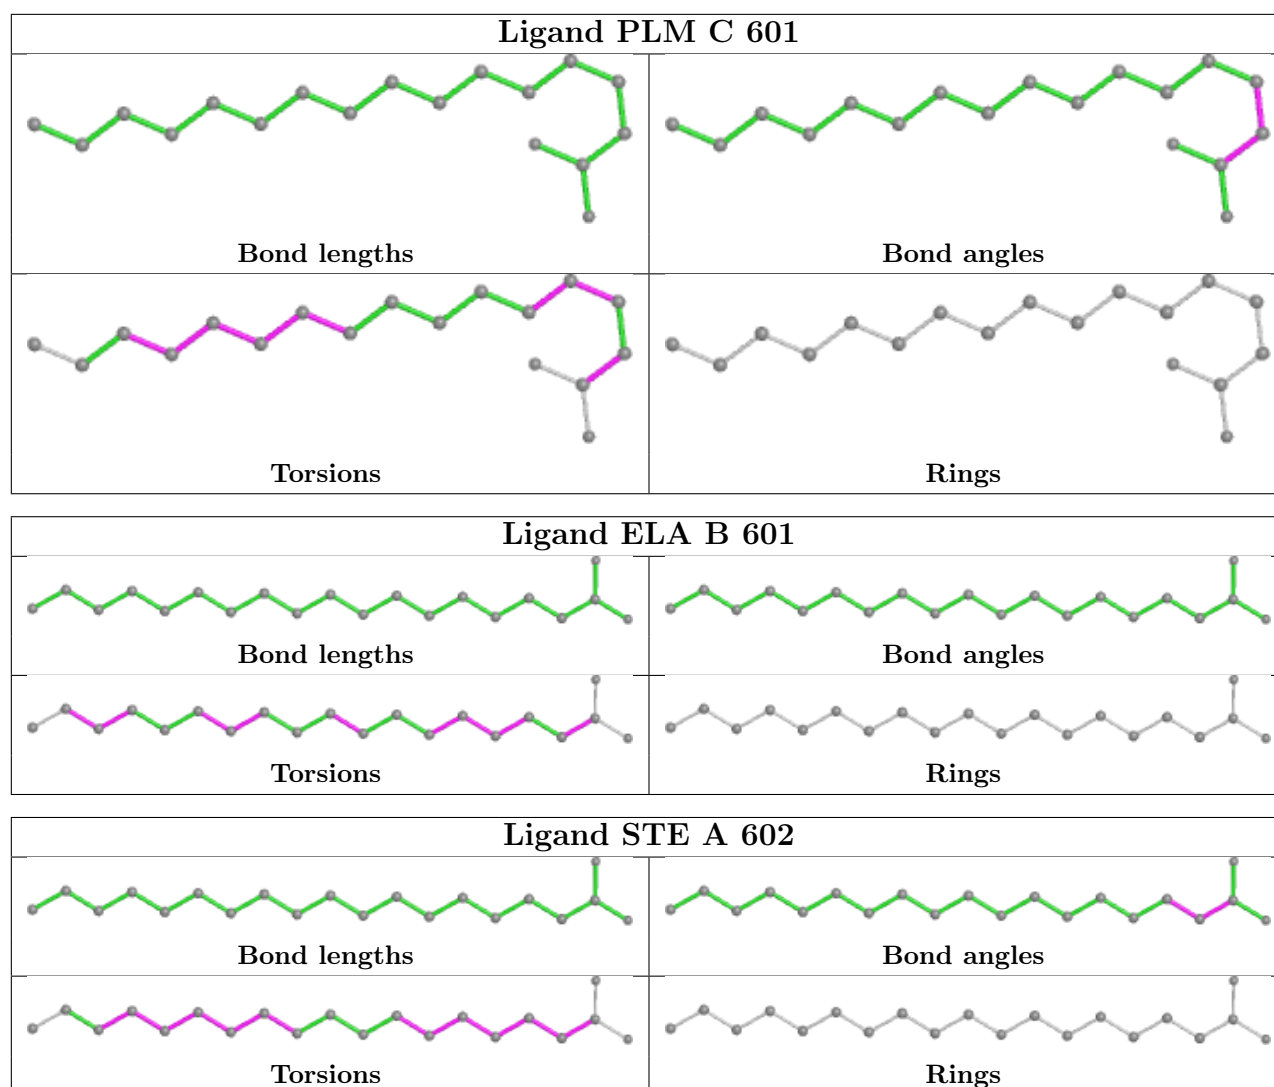 Ligand PLM C 601
Bond lengths
Bond angles
Torsions
Rings
Ligand ELA B 601
Bond lengths
Bond angles
Torsions
Rings
Ligand STE A 602
Bond lengths
Bond angles
Torsions
Rings